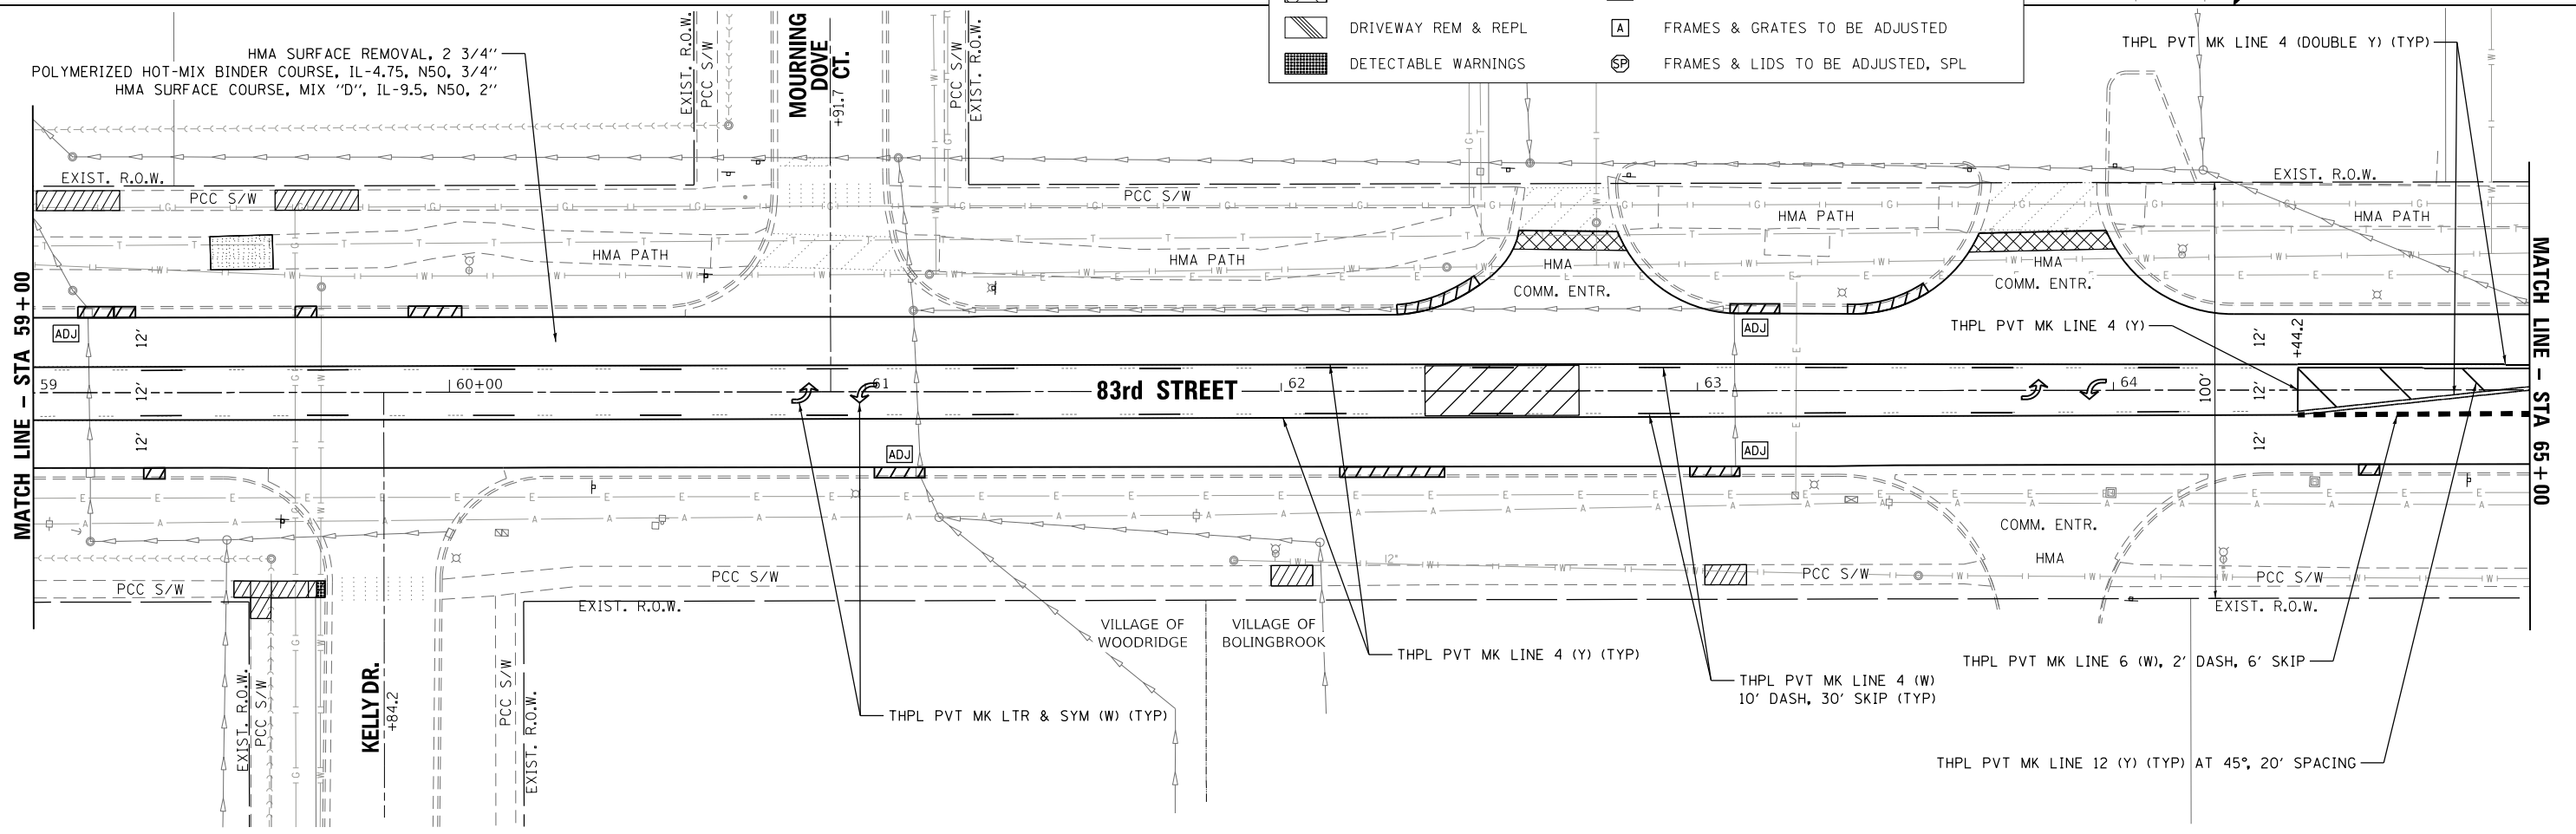 DRIVEWAY REM & REPL
A FRAMES & GRATES TO BE ADJUSTED
DETECTABLE WARNINGS
SP FRAMES & LIDS TO BE ADJUSTED, SPL
HMA SURFACE REMOVAL, 2 3/4"
POLYMERIZED HOT-MIX BINDER COURSE, IL-4.75, N50, 3/4"
HMA SURFACE COURSE, MIX "D", IL-9.5, N50, 2"
EXIST. R.O.W.
PCC S/W
MOURNING
DOVE
CT.
+91.7
PCC S/W
EXIST. R.O.W.
THPL PVT MK LINE 4 (DOUBLE Y) (TYP)
EXIST. R.O.W.
PCC S/W
PCC S/W
EXIST. R.O.W.
HMA PATH
HMA PATH
HMA PATH
HMA PATH
HMA
COMM. ENTR.
HMA
COMM. ENTR.
MATCH LINE - STA 59+00
MATCH LINE - STA 65+00
ADJ
12'
ADJ
THPL PVT MK LINE 4 (Y)
12'
+44.2
59
12'
60+00
61
83rd STREET
62
63
64
100'
12'
12'
ADJ
ADJ
12'
COMM. ENTR.
HMA
12"
PCC S/W
PCC S/W
PCC S/W
PCC S/W
EXIST. R.O.W.
EXIST. R.O.W.
VILLAGE OF
WOODRIDGE
VILLAGE OF
BOLINGBROOK
EXIST. R.O.W.
PCC S/W
KELLY DR.
+84.2
PCC S/W
EXIST. R.O.W.
THPL PVT MK LINE 4 (Y) (TYP)
THPL PVT MK LINE 6 (W), 2' DASH, 6' SKIP
THPL PVT MK LINE 4 (W)
10' DASH, 30' SKIP (TYP)
THPL PVT MK LTR & SYM (W) (TYP)
THPL PVT MK LINE 12 (Y) (TYP) AT 45°, 20' SPACING